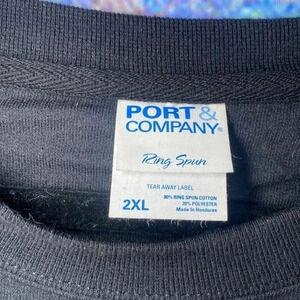 PORT &
COMPANY®
Ring Spun
TEAR AWAY LABEL
2XL
80% RING SPUN COTTON
20% POLYESTER
Made in Honduras